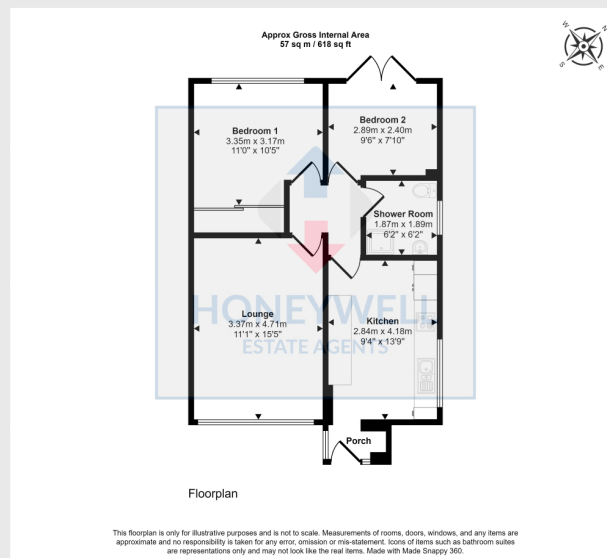 Approx Gross Internal Area
57 sq m / 618 sq ft
N
W
E
S
Bedroom 1
3.35m x 3.17m
11'0" x 10'5"
Bedroom 2
2.89m x 2.40m
9'6" x 7'10"
Shower Room
1.87m x 1.89m
6'2" x 6'2"
HONEYWELL
ESTATE AGENTS
Lounge
3.37m x 4.71m
11'1" x 15'5"
Kitchen
2.84m x 4.18m
9'4" x 13'9"
Porch
Floorplan
This floorplan is only for illustrative purposes and is not to scale. Measurements of rooms, doors, windows, and any items are
approximate and no responsibility is taken for any error, omission or mis-statement. Icons of items such as bathroom suites
are representations only and may not look like the real items. Made with Made Snappy 360.